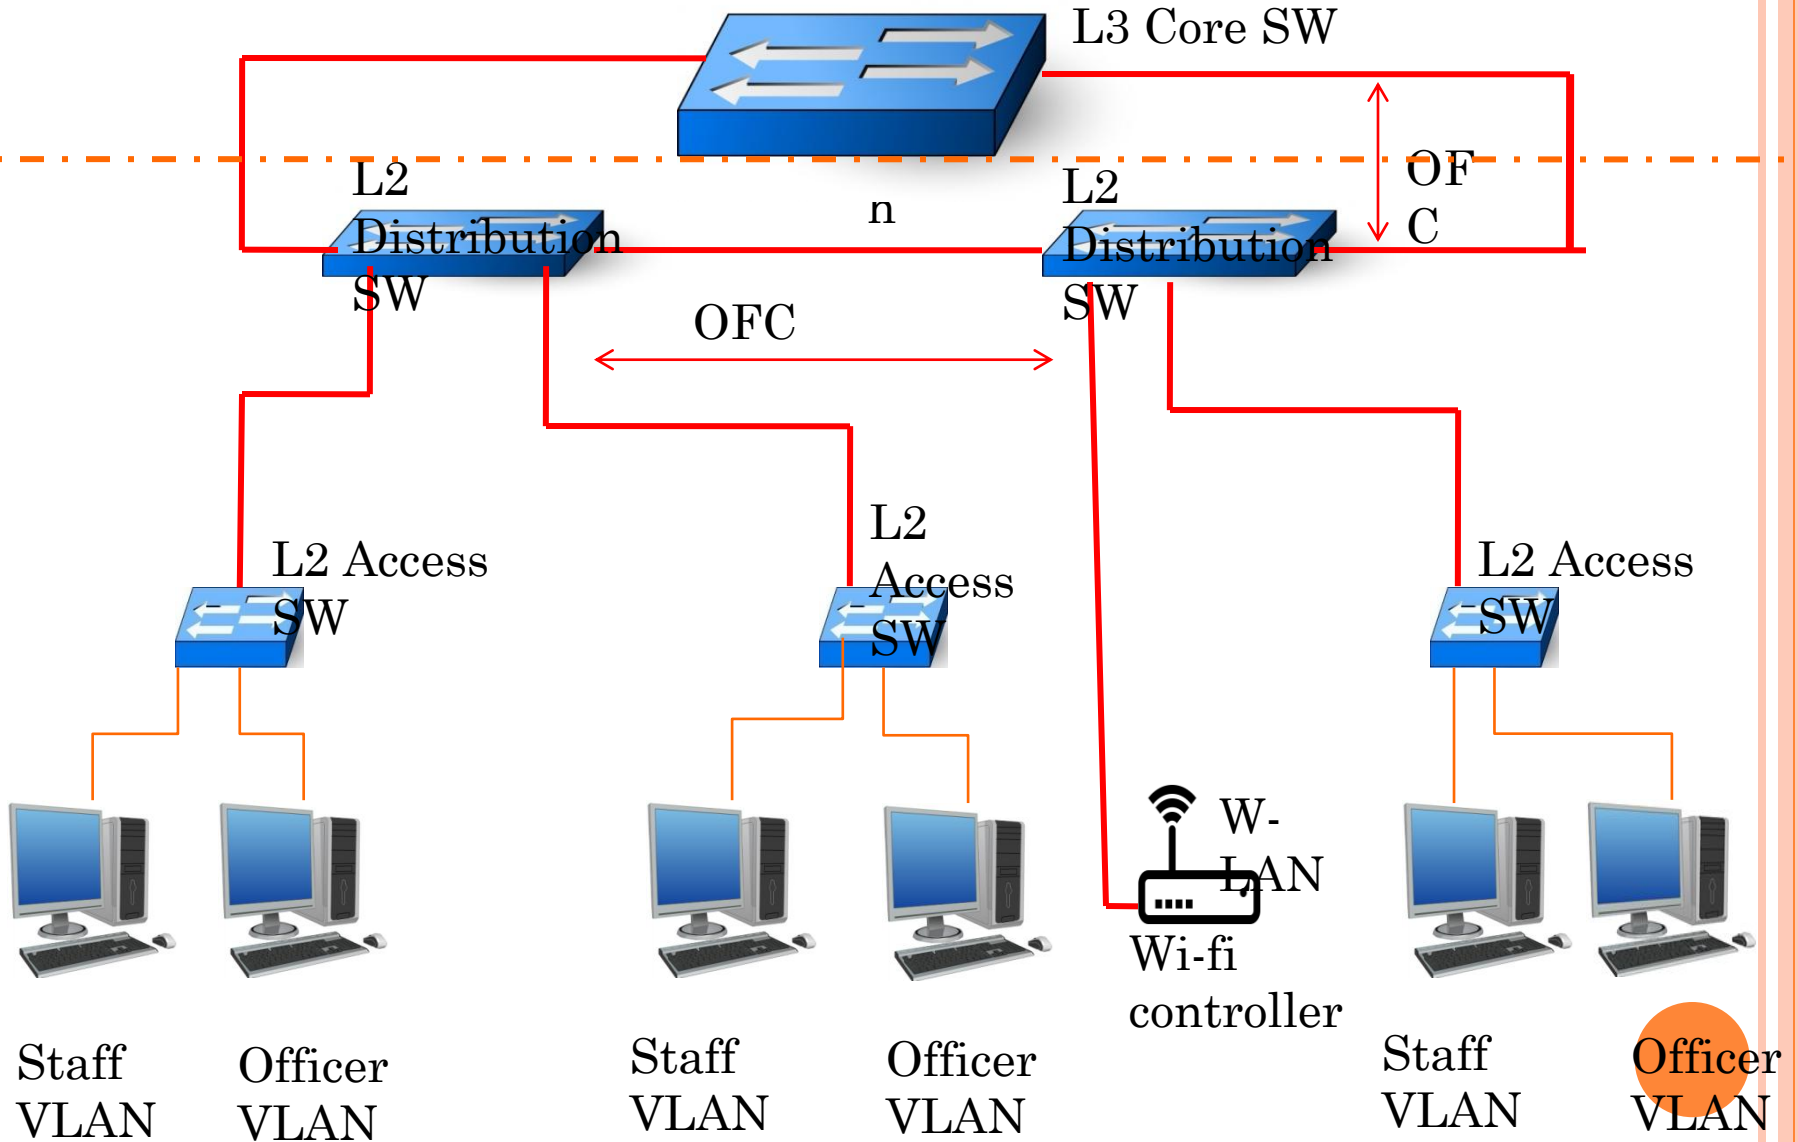 L3 Core SW
L2
Distribution
SW
n
L2
Distribution
SW
OF
C
OFC
L2 Access
SW
L2
Access
SW
L2 Access
SW
W-
LAN
Wi-fi
controller
Staff
VLAN
Officer
VLAN
Staff
VLAN
Officer
VLAN
Staff
VLAN
Officer
VLAN